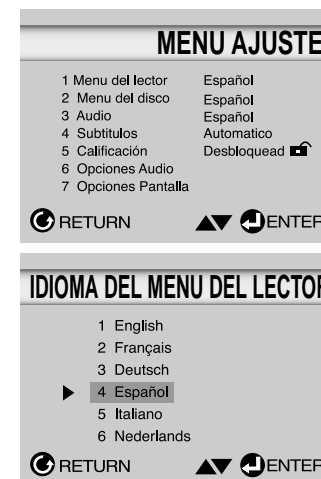 MENU AJUSTE
1 Menu del lector Español
2 Menu del disco Español
3 Audio Español
4 Subtitulos Automatico
5 Calificación Desbloquead
6 Opciones Audio
7 Opciones Pantalla
RETURN ENTER
IDIOMA DEL MENU DEL LECTOR
1 English
2 Français
3 Deutsch
4 Español
5 Italiano
6 Nederlands
RETURN ENTER